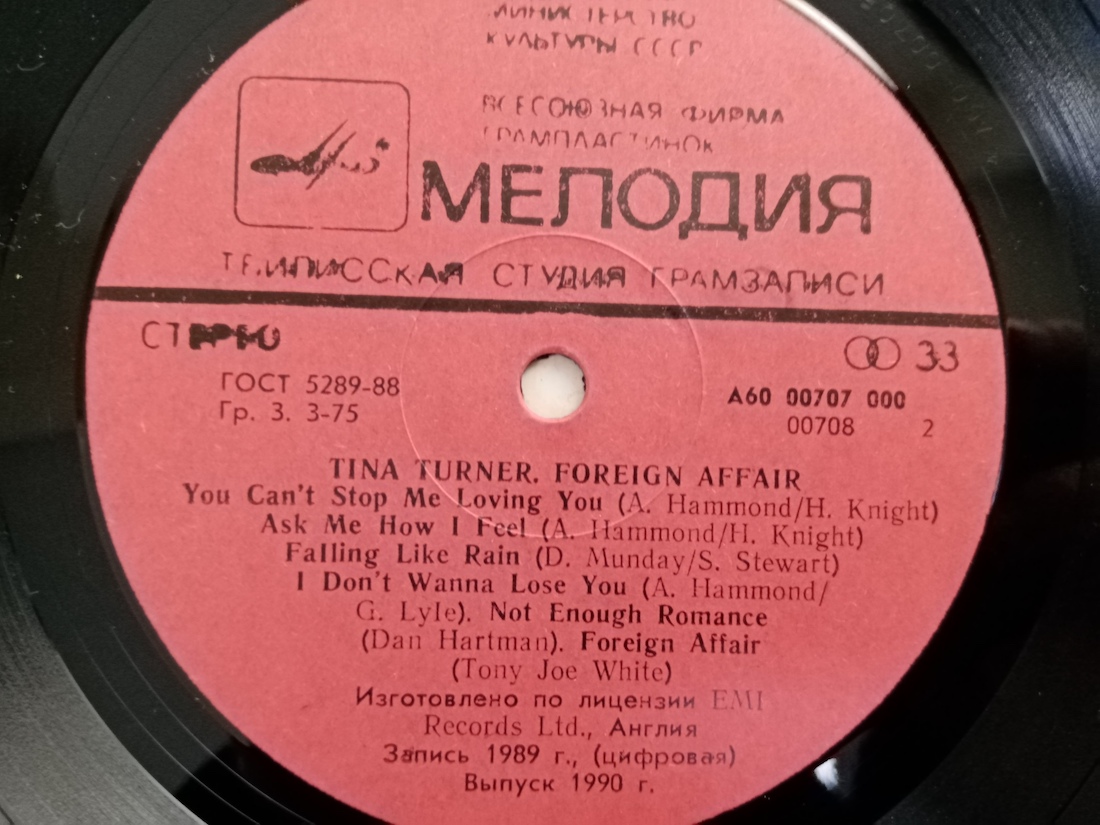 МИНИСТЕРСТВО
КУЛЬТУРЫ СССР
ВСЕСОЮЗНАЯ ФИРМА
ГРАМПЛАСТИНОК
МЕЛОДИЯ
ТБИЛИССКАЯ СТУДИЯ ГРАМЗАПИСИ
СТЕРЕО
33
ГОСТ 5289-88
Гр. 3. 3-75
А60 00707 000
00708 2
TINA TURNER. FOREIGN AFFAIR
You Can't Stop Me Loving You (A. Hammond/H. Knight)
Ask Me How I Feel (A. Hammond/H. Knight)
Falling Like Rain (D. Munday/S. Stewart)
I Don't Wanna Lose You (A. Hammond/
G. Lyle). Not Enough Romance
(Dan Hartman). Foreign Affair
(Tony Joe White)
Изготовлено по лицензии EMI
Records Ltd., Англия
Запись 1989 г., (цифровая)
Выпуск 1990 г.